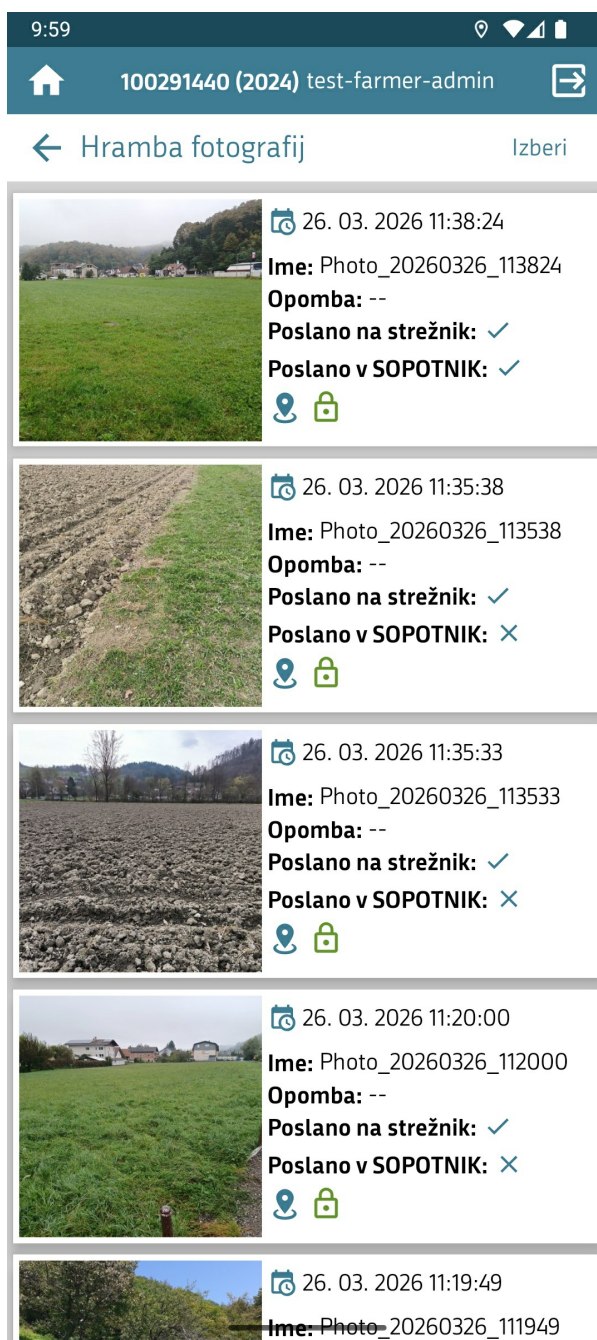 9:59
100291440 (2024) test-farmer-admin
Hramba fotografij
Izberi
26. 03. 2026 11:38:24
Ime: Photo_20260326_113824
Opomba: --
Poslano na strežnik:
Poslano v SOPOTNIK:
26. 03. 2026 11:35:38
Ime: Photo_20260326_113538
Opomba: --
Poslano na strežnik:
Poslano v SOPOTNIK:
26. 03. 2026 11:35:33
Ime: Photo_20260326_113533
Opomba: --
Poslano na strežnik:
Poslano v SOPOTNIK:
26. 03. 2026 11:20:00
Ime: Photo_20260326_112000
Opomba: --
Poslano na strežnik:
Poslano v SOPOTNIK:
26. 03. 2026 11:19:49
Ime: Photo_20260326_111949